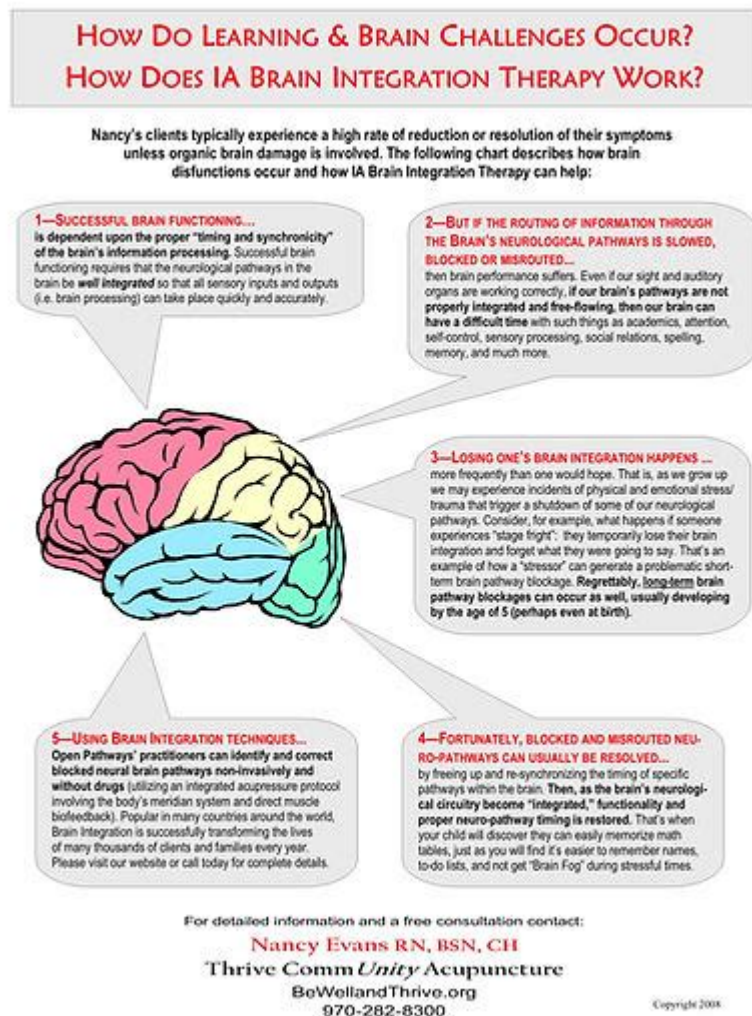 HOW DO LEARNING & BRAIN CHALLENGES OCCUR?
HOW DOES IA BRAIN INTEGRATION THERAPY WORK?
Nancy's clients typically experience a high rate of reduction or resolution of their symptoms
unless organic brain damage is involved. The following chart describes how brain
disfunctions occur and how IA Brain Integration Therapy can help:
1—SUCCESSFUL BRAIN FUNCTIONING....
is dependent upon the proper "timing and synchronicity"
of the brain's information processing. Successful brain
functioning requires that the neurological pathways in the
brain be well integrated so that all sensory inputs and outputs
(i.e. brain processing) can take place quickly and accurately.
2—BUT IF THE ROUTING OF INFORMATION THROUGH
THE BRAIN'S NEUROLOGICAL PATHWAYS IS SLOWED,
BLOCKED OR MISROUTED...
then brain performance suffers. Even if our sight and auditory
organs are working correctly, if our brain's pathways are not
properly integrated and free-flowing, then our brain can
have a difficult time with such things as academics, attention,
self-control, sensory processing, social relations, spelling,
memory, and much more.
3—LOSING ONE'S BRAIN INTEGRATION HAPPENS ...
more frequently than one would hope. That is, as we grow up
we may experience incidents of physical and emotional stress/
trauma that trigger a shutdown of some of our neurological
pathways. Consider, for example, what happens if someone
experiences "stage fright": they temporarily lose their brain
integration and forget what they were going to say. That's an
example of how a "stressor" can generate a problematic short-
term brain pathway blockage. Regrettably, long-term brain
pathway blockages can occur as well, usually developing
by the age of 5 (perhaps even at birth).
5—USING BRAIN INTEGRATION TECHNIQUES...
Open Pathways' practitioners can identify and correct
blocked neural brain pathways non-invasively and
without drugs (utilizing an integrated acupressure protocol
involving the body's meridian system and direct muscle
biofeedback). Popular in many countries around the world,
Brain Integration is successfully transforming the lives
of many thousands of clients and families every year.
Please visit our website or call today for complete details.
4—FORTUNATELY, BLOCKED AND MISROUTED NEU-
RO-PATHWAYS CAN USUALLY BE RESOLVED...
by freeing up and re-synchronizing the timing of specific
pathways within the brain. Then, as the brain's neurologi-
cal circuitry become "integrated," functionality and
proper neuro-pathway timing is restored. That's when
your child will discover they can easily memorize math
tables, just as you will find it's easier to remember names,
to-do lists, and not get "Brain Fog" during stressful times.
For detailed information and a free consultation contact:
Nancy Evans RN, BSN, CH
Thrive CommUnity Acupuncture
BeWellandThrive.org
970-282-8300
Copyright 2008